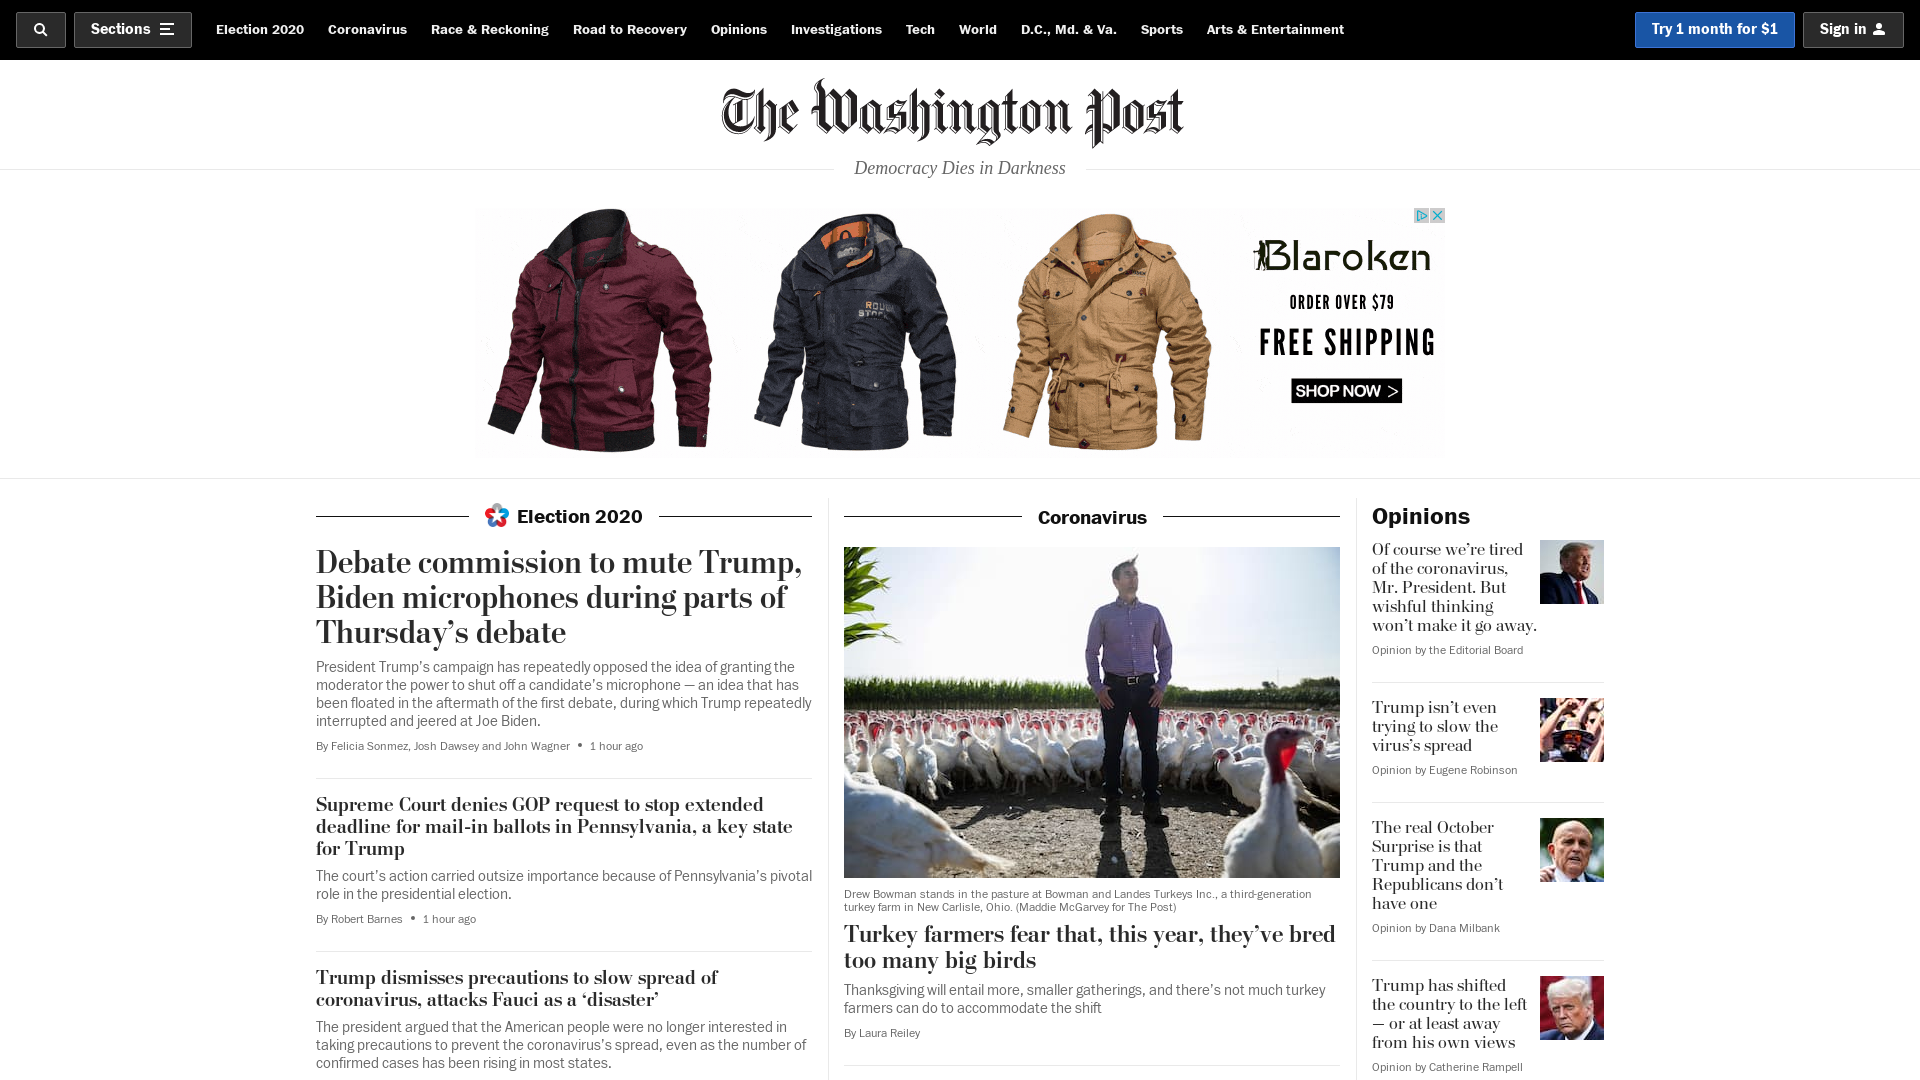 Sections
Election 2020
Coronavirus
Race & Reckoning
Road to Recovery
Opinions
Investigations
Tech
World
D.C., Md. & Va.
Sports
Arts & Entertainment
Try 1 month for $1
Sign in
The Washington Post
Democracy Dies in Darkness
ROUGH
STOCK
Blaroken
ORDER OVER $79
FREE SHIPPING
SHOP NOW >
Election 2020
Debate commission to mute Trump,
Biden microphones during parts of
Thursday’s debate
President Trump’s campaign has repeatedly opposed the idea of granting the
moderator the power to shut off a candidate’s microphone — an idea that has
been floated in the aftermath of the first debate, during which Trump repeatedly
interrupted and jeered at Joe Biden.
By Felicia Sonmez, Josh Dawsey and John Wagner • 1 hour ago
Supreme Court denies GOP request to stop extended
deadline for mail-in ballots in Pennsylvania, a key state
for Trump
The court’s action carried outsize importance because of Pennsylvania’s pivotal
role in the presidential election.
By Robert Barnes • 1 hour ago
Trump dismisses precautions to slow spread of
coronavirus, attacks Fauci as a ‘disaster’
The president argued that the American people were no longer interested in
taking precautions to prevent the coronavirus’s spread, even as the number of
confirmed cases has been rising in most states.
Coronavirus
Drew Bowman stands in the pasture at Bowman and Landes Turkeys Inc., a third-generation
turkey farm in New Carlisle, Ohio. (Maddie McGarvey for The Post)
Turkey farmers fear that, this year, they’ve bred
too many big birds
Thanksgiving will entail more, smaller gatherings, and there’s not much turkey
farmers can do to accommodate the shift
By Laura Reiley
Opinions
Of course we’re tired
of the coronavirus,
Mr. President. But
wishful thinking
won’t make it go away.
Opinion by the Editorial Board
Trump isn’t even
trying to slow the
virus’s spread
Opinion by Eugene Robinson
The real October
Surprise is that
Trump and the
Republicans don’t
have one
Opinion by Dana Milbank
Trump has shifted
the country to the left
— or at least away
from his own views
Opinion by Catherine Rampell